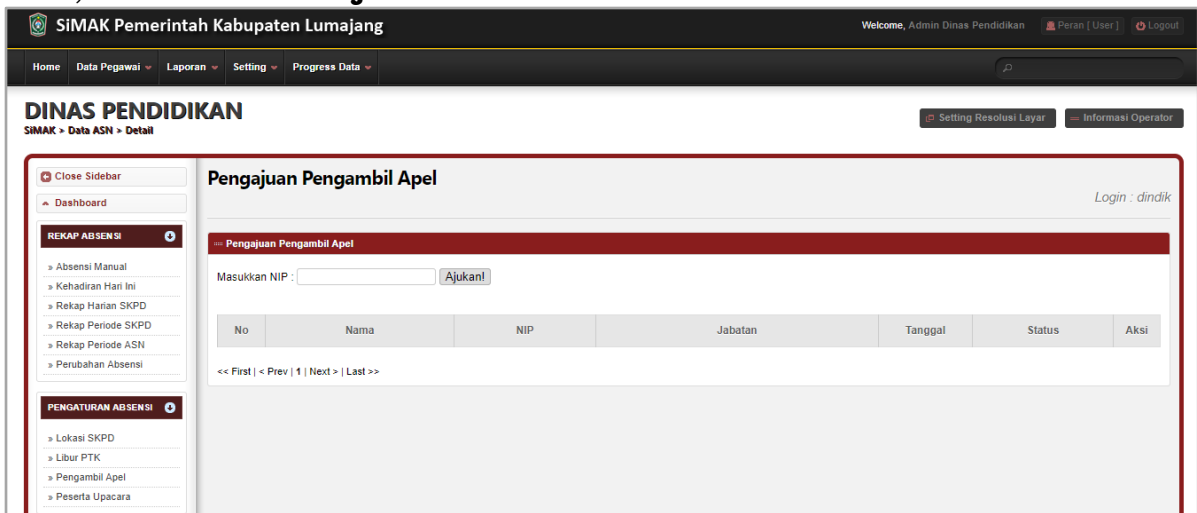 SiMAK Pemerintah Kabupaten Lumajang
Welcome, Admin Dinas Pendidikan Peran [ User ] Logout
Home Data Pegawai Laporan Setting Progress Data
DINAS PENDIDIKAN
SiMAK > Data ASN > Detail
Setting Resolusi Layar Informasi Operator
Close Sidebar
Dashboard
REKAP ABSENSI
» Absensi Manual
» Kehadiran Hari Ini
» Rekap Harian SKPD
» Rekap Periode SKPD
» Rekap Periode ASN
» Perubahan Absensi
PENGATURAN ABSENSI
» Lokasi SKPD
» Libur PTK
» Pengambil Apel
» Peserta Upacara
Pengajuan Pengambil Apel
Login : dindik
Pengajuan Pengambil Apel
Masukkan NIP : Ajukan!
No Nama NIP Jabatan Tanggal Status Aksi
<< First | < Prev | 1 | Next > | Last >>